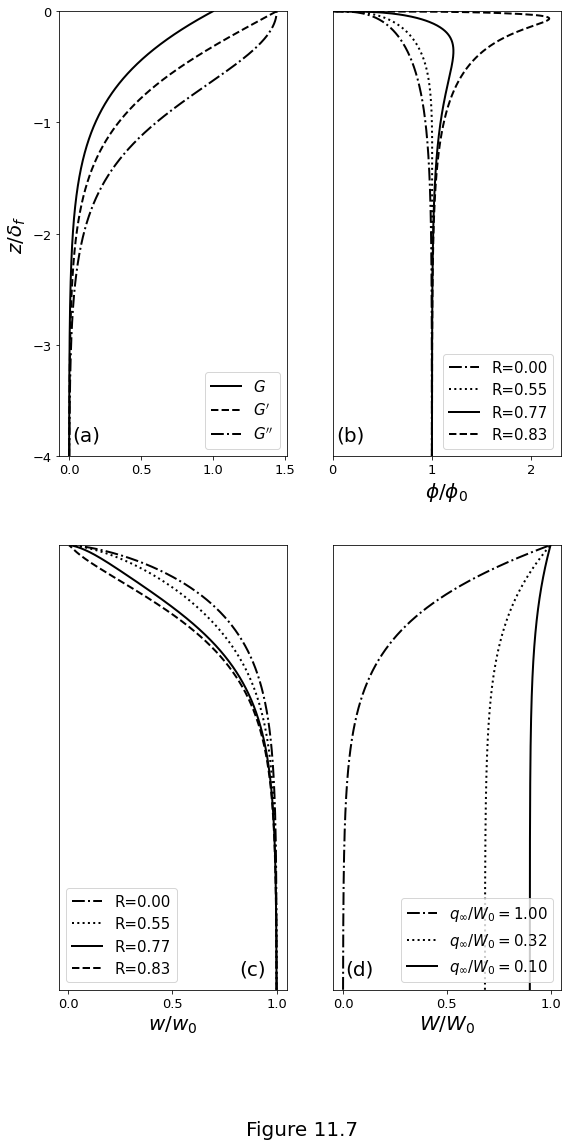 0
−1
−2
−3
−4
z/δ_f
G
G′
G″
(a)
0.0 0.5 1.0 1.5
R=0.00
R=0.55
R=0.77
R=0.83
(b)
0 1 2
ϕ/ϕ₀
R=0.00
R=0.55
R=0.77
R=0.83
(c)
0.0 0.5 1.0
w/w₀
q∞/W₀ = 1.00
q∞/W₀ = 0.32
q∞/W₀ = 0.10
(d)
0.0 0.5 1.0
W/W₀
Figure 11.7